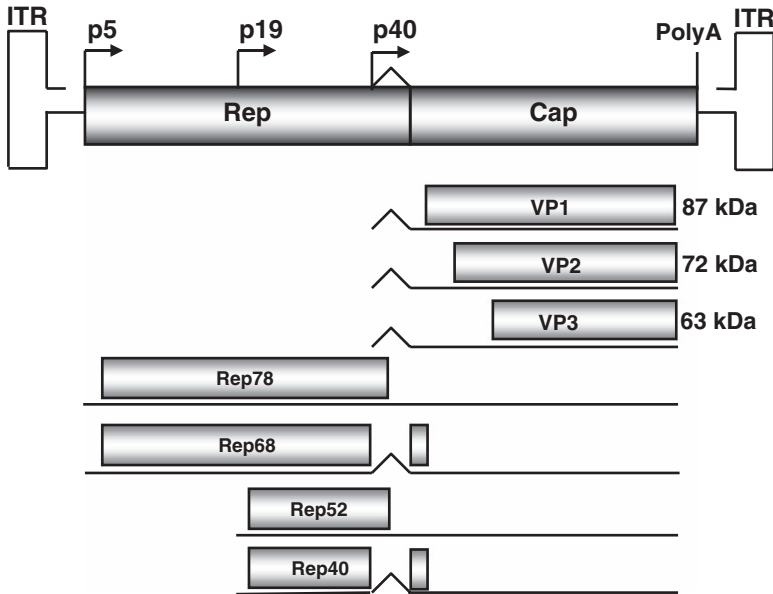 ITR
p5
p19
p40
PolyA
ITR
Rep
Cap
VP1
87 kDa
VP2
72 kDa
VP3
63 kDa
Rep78
Rep68
Rep52
Rep40